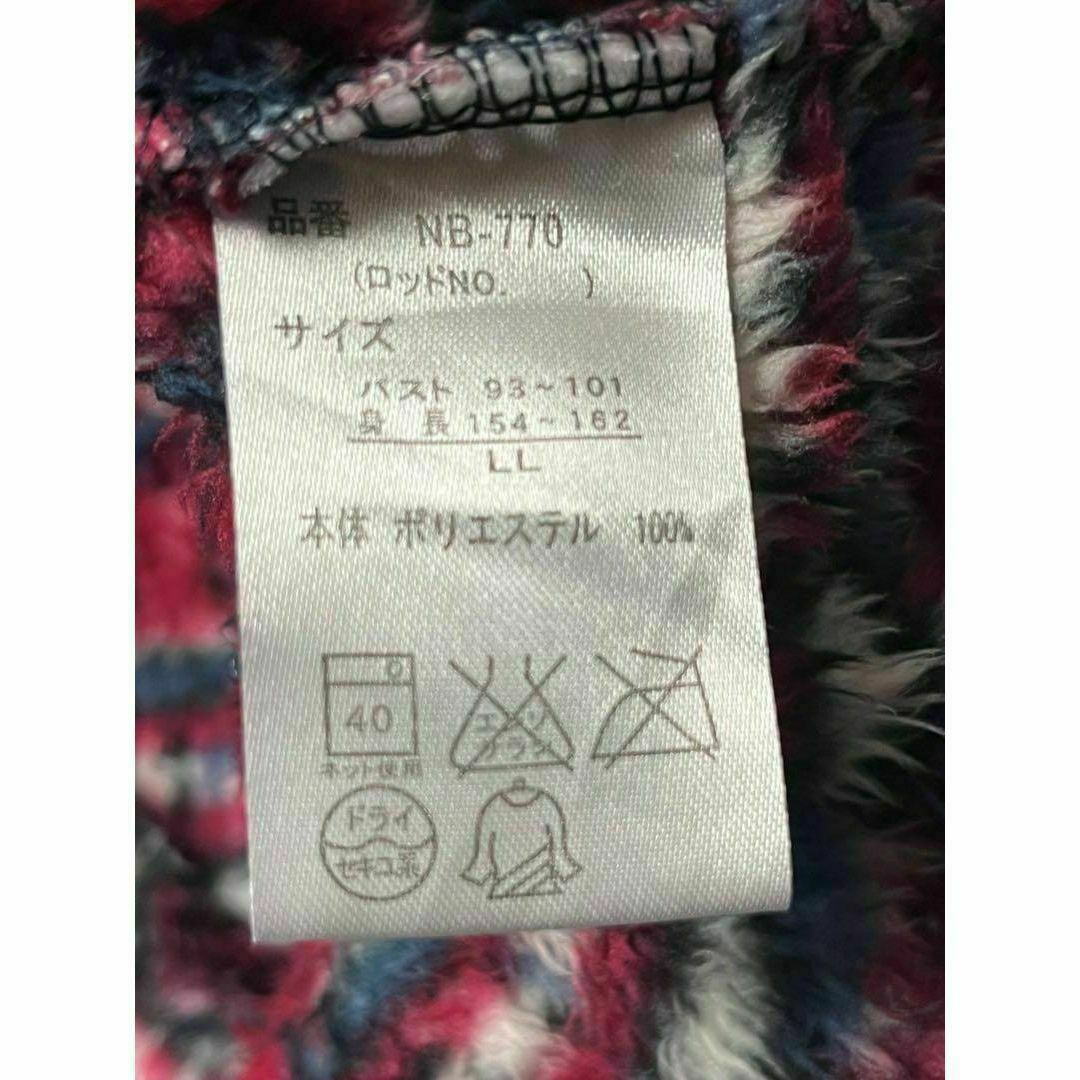 品番 NB-770
(ロッドNO. )
サイズ
バスト 93~101
身長 154~162
LL
本体 ポリエステル 100%
40
ネット使用
エンソ
サラシ
ドライ
セキユ系